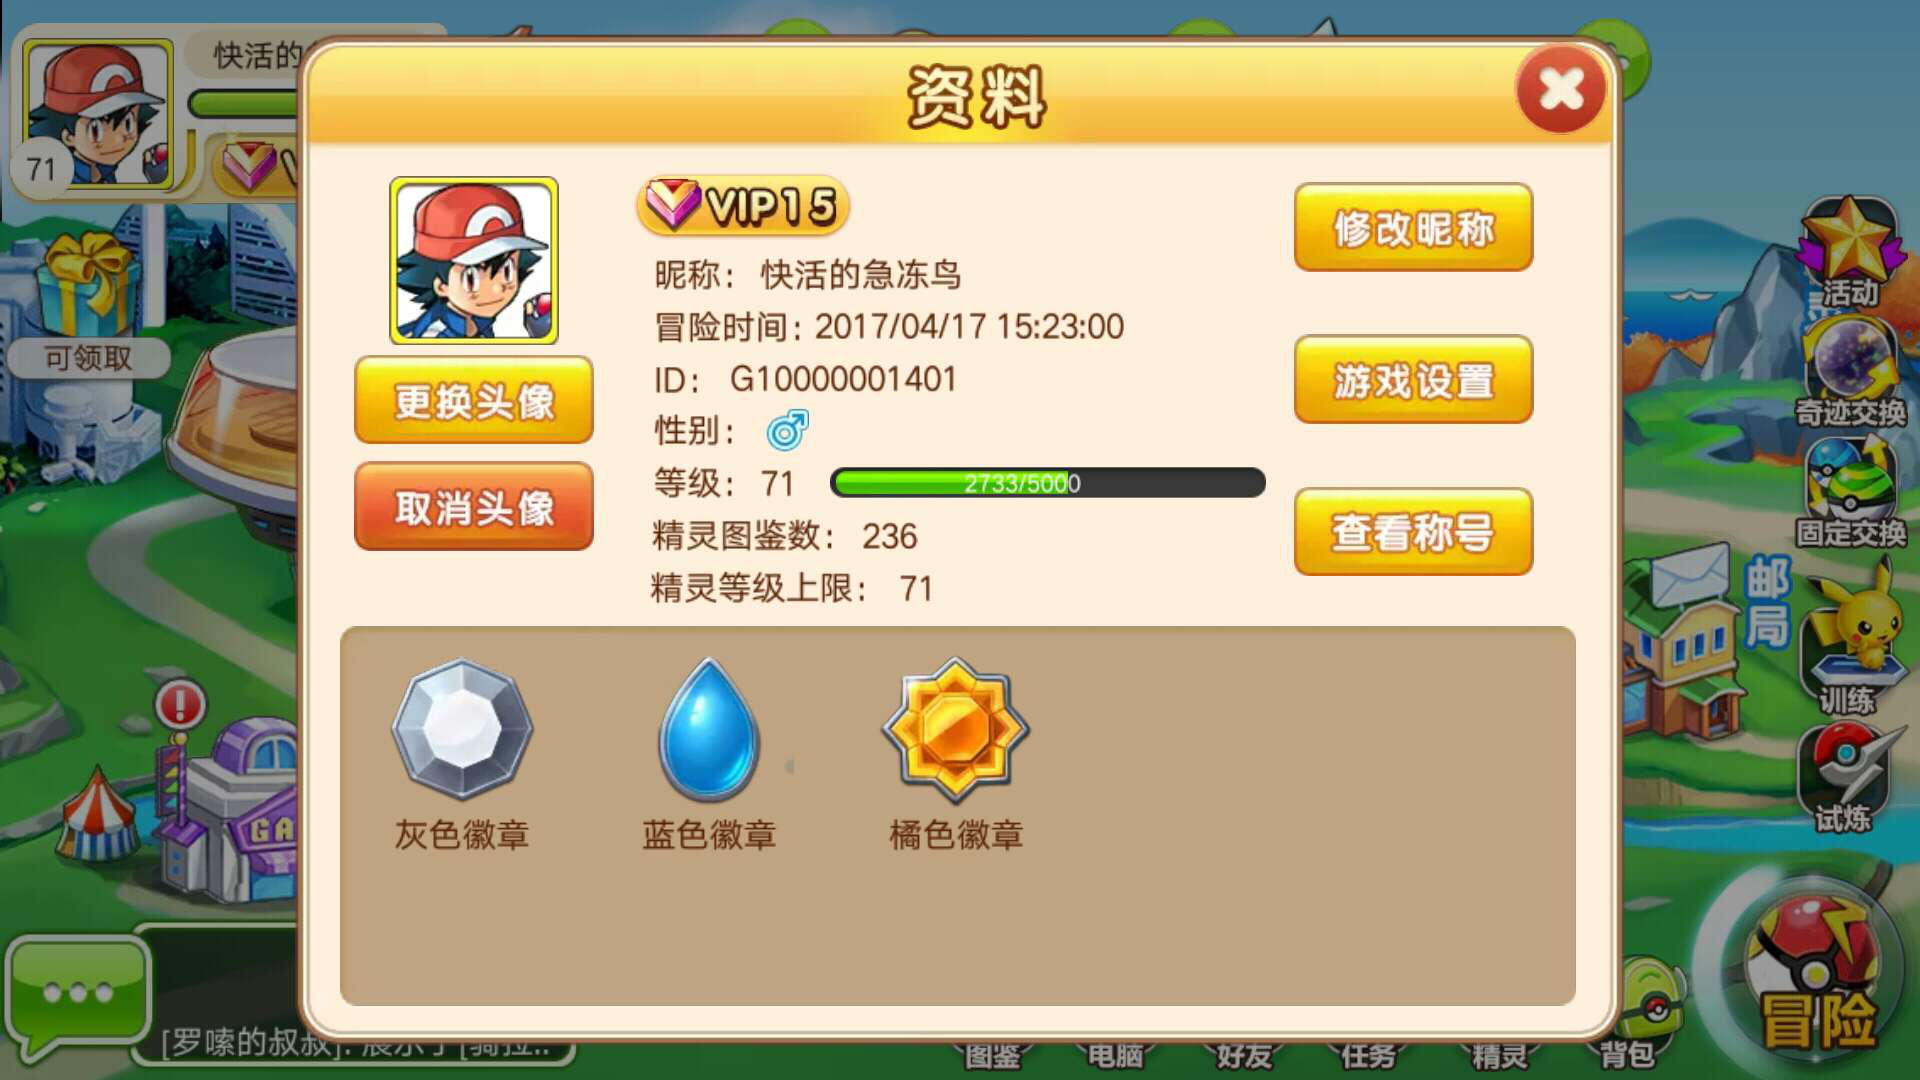 快活的
71
可领取
资料
VIP15
昵称： 快活的急冻鸟
冒险时间：2017/04/17 15:23:00
ID： G10000001401
性别：
等级： 71
2733/5000
精灵图鉴数： 236
精灵等级上限： 71
更换头像
取消头像
修改昵称
游戏设置
查看称号
灰色徽章
蓝色徽章
橘色徽章
活动
奇迹交换
固定交换
邮局
训练
试炼
冒险
GA
[罗嗦的叔叔]：展示了[骑拉..
图鉴
电脑
好友
任务
精灵
背包